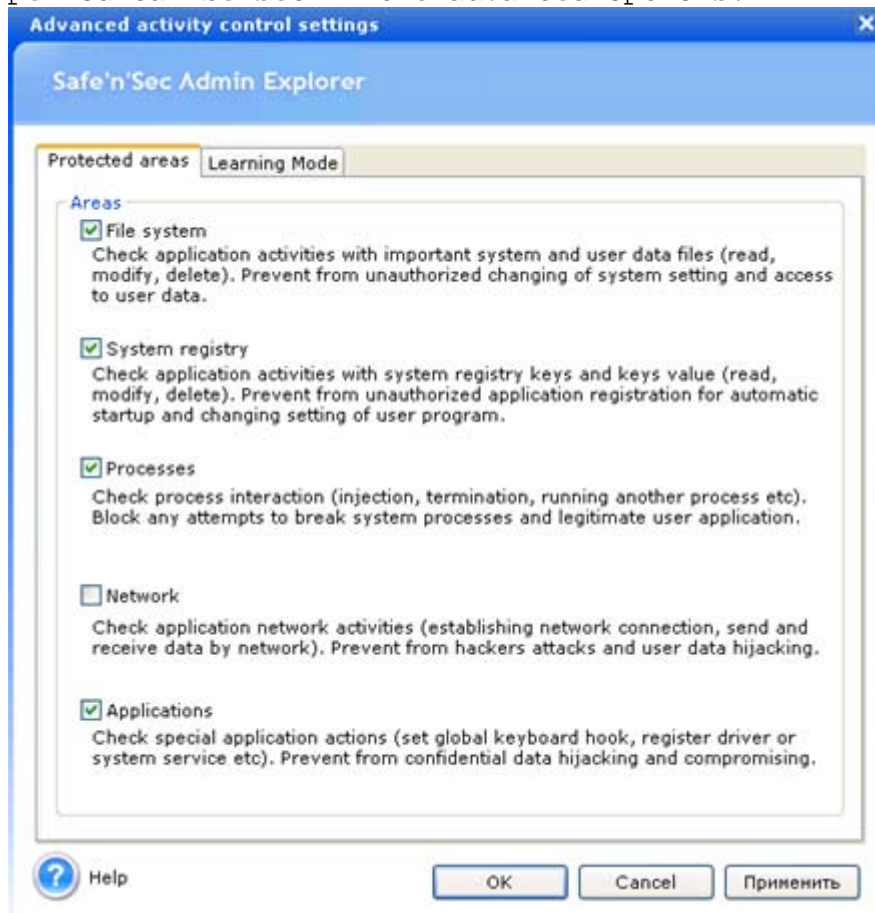 Advanced activity control settings
Safe'n'Sec Admin Explorer
Protected areas
Learning Mode
Areas
File system
Check application activities with important system and user data files (read,
modify, delete). Prevent from unauthorized changing of system setting and access
to user data.
System registry
Check application activities with system registry keys and keys value (read,
modify, delete). Prevent from unauthorized application registration for automatic
startup and changing setting of user program.
Processes
Check process interaction (injection, termination, running another process etc).
Block any attempts to break system processes and legitimate user application.
Network
Check application network activities (establishing network connection, send and
receive data by network). Prevent from hackers attacks and user data hijacking.
Applications
Check special application actions (set global keyboard hook, register driver or
system service etc). Prevent from confidential data hijacking and compromising.
Help
OK
Cancel
Применить